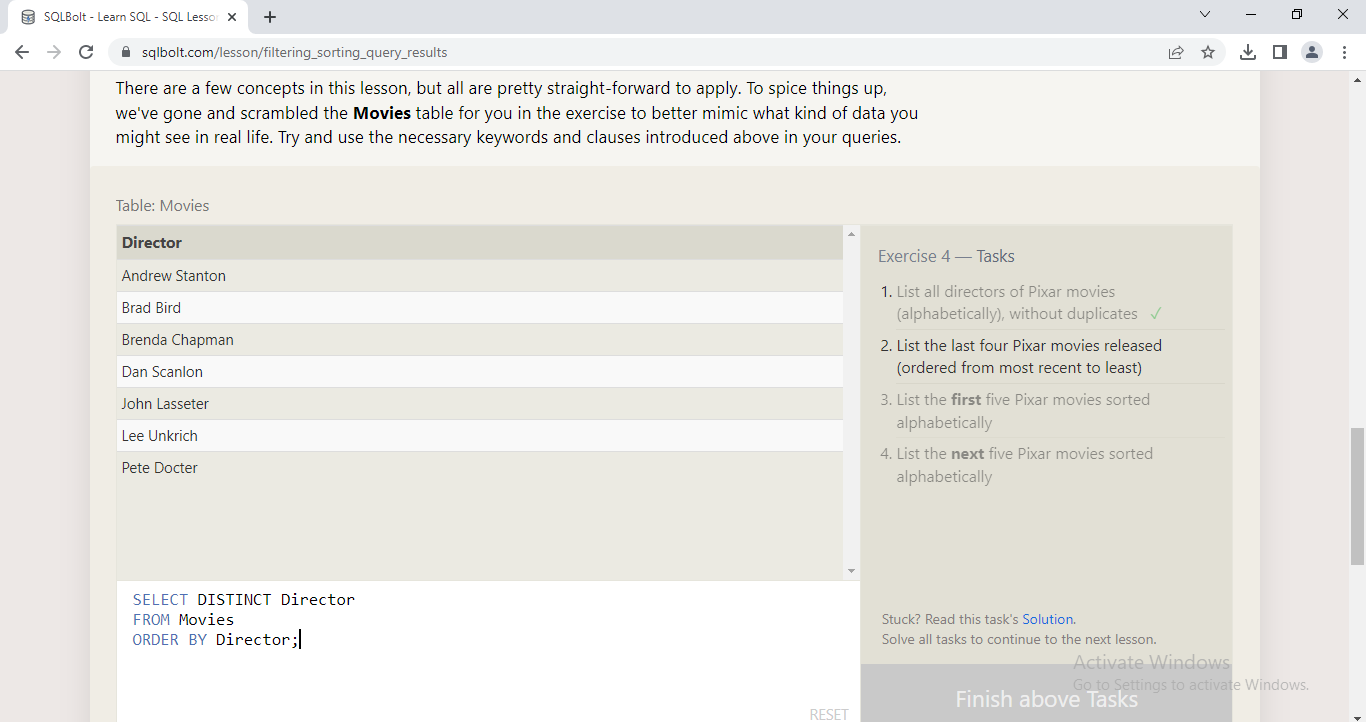 SQLBolt - Learn SQL - SQL Lesson
sqlbolt.com/lesson/filtering_sorting_query_results
There are a few concepts in this lesson, but all are pretty straight-forward to apply. To spice things up,
we've gone and scrambled the Movies table for you in the exercise to better mimic what kind of data you
might see in real life. Try and use the necessary keywords and clauses introduced above in your queries.
Table: Movies
Director
Andrew Stanton
Brad Bird
Brenda Chapman
Dan Scanlon
John Lasseter
Lee Unkrich
Pete Docter
SELECT DISTINCT Director
FROM Movies
ORDER BY Director;
RESET
Exercise 4 — Tasks
1. List all directors of Pixar movies
(alphabetically), without duplicates ✓
2. List the last four Pixar movies released
(ordered from most recent to least)
3. List the first five Pixar movies sorted
alphabetically
4. List the next five Pixar movies sorted
alphabetically
Stuck? Read this task's Solution.
Solve all tasks to continue to the next lesson.
Finish above Tasks
Activate Windows
Go to Settings to activate Windows.